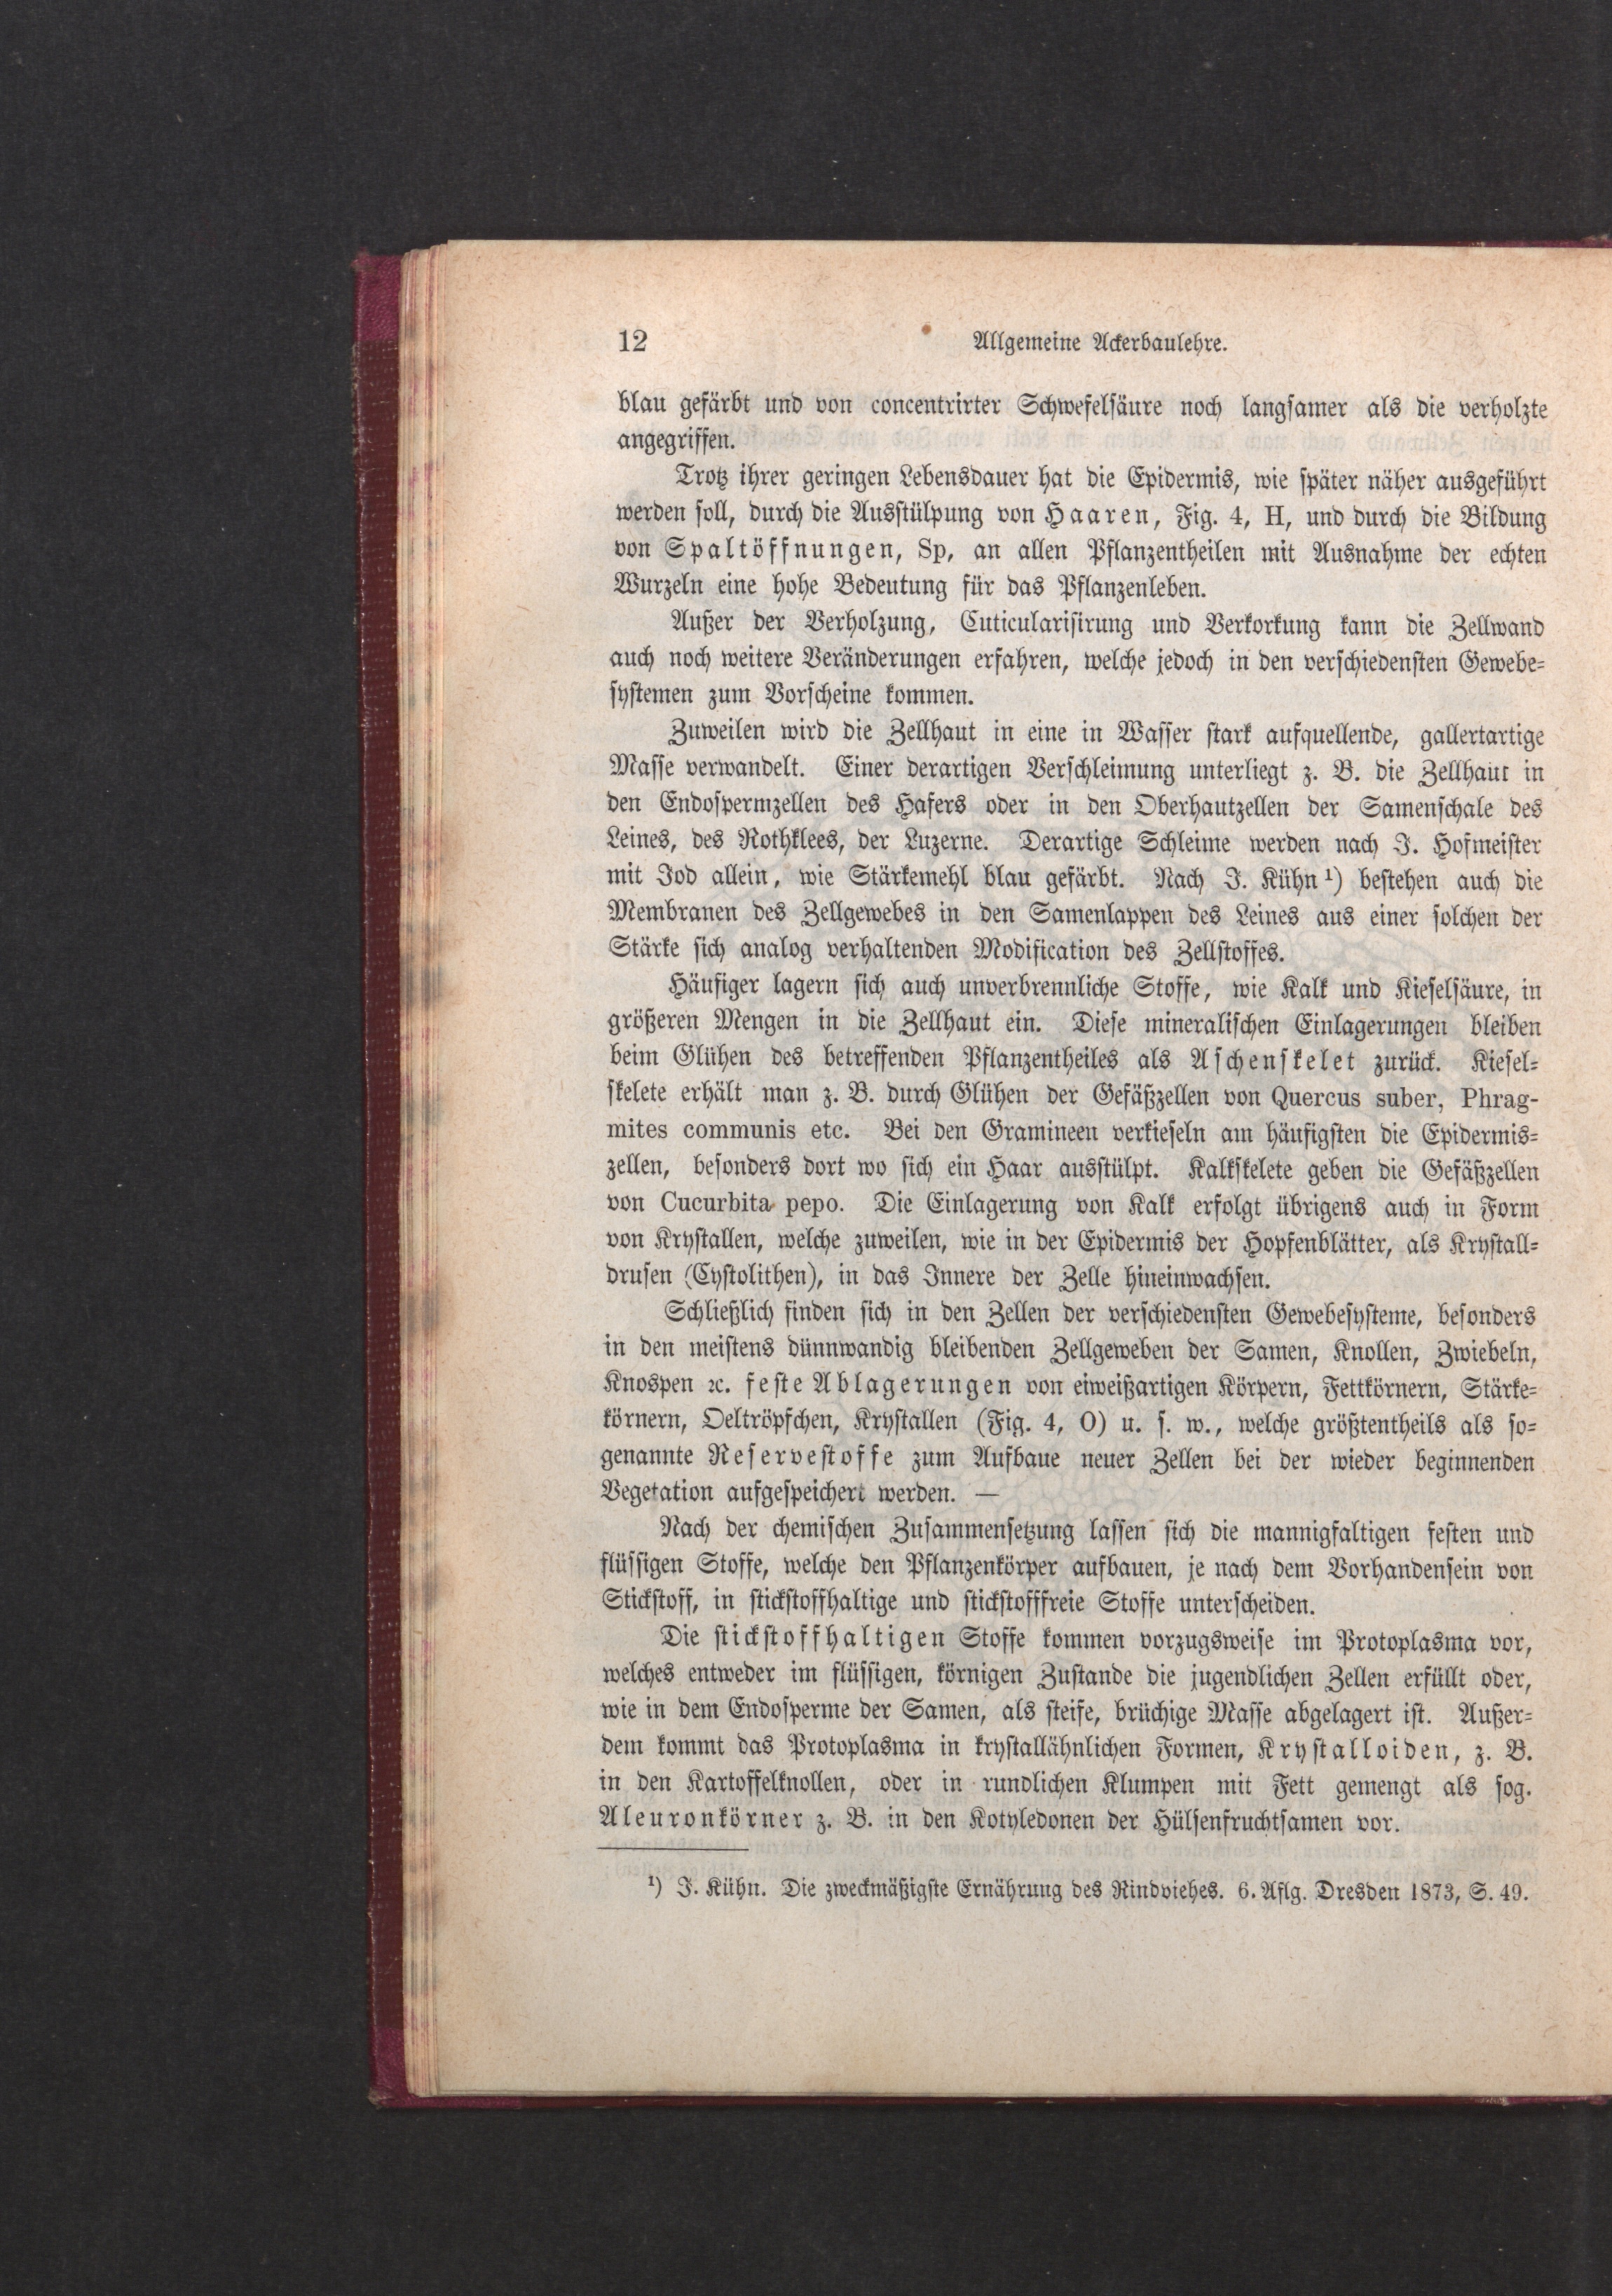 12 Allgemeine Ackerbaulehre.
blau gefärbt und von concentrirter Schwefelsäure noch langsamer als die verholzte
angegriffen.
Trotz ihrer geringen Lebensdauer hat die Epidermis, wie später näher ausgeführt
werden soll, durch die Ausstülpung von Haaren, Fig. 4, H, und durch die Bildung
von Spaltöffnungen, Sp, an allen Pflanzentheilen mit Ausnahme der echten
Wurzeln eine hohe Bedeutung für das Pflanzenleben.
Außer der Verholzung, Cuticularisirung und Verkorkung kann die Zellwand
auch noch weitere Veränderungen erfahren, welche jedoch in den verschiedensten Gewebe-
systemen zum Vorscheine kommen.
Zuweilen wird die Zellhaut in eine in Wasser stark aufquellende, gallertartige
Masse verwandelt. Einer derartigen Verschleimung unterliegt z. B. die Zellhaut in
den Endospermzellen des Hafers oder in den Oberhautzellen der Samenschale des
Leines, des Rothklees, der Luzerne. Derartige Schleime werden nach J. Hofmeister
mit Jod allein, wie Stärkemehl blau gefärbt. Nach J. Kühn ¹) bestehen auch die
Membranen des Zellgewebes in den Samenlappen des Leines aus einer solchen der
Stärke sich analog verhaltenden Modification des Zellstoffes.
Häufiger lagern sich auch unverbrennliche Stoffe, wie Kalk und Kieselsäure, in
größeren Mengen in die Zellhaut ein. Diese mineralischen Einlagerungen bleiben
beim Glühen des betreffenden Pflanzentheiles als Aschenskelet zurück. Kiesel-
skelete erhält man z. B. durch Glühen der Gefäßzellen von Quercus suber, Phrag-
mites communis etc. Bei den Gramineen verkieseln am häufigsten die Epidermis-
zellen, besonders dort wo sich ein Haar ausstülpt. Kalkskelete geben die Gefäßzellen
von Cucurbita pepo. Die Einlagerung von Kalk erfolgt übrigens auch in Form
von Krystallen, welche zuweilen, wie in der Epidermis der Hopfenblätter, als Krystall-
drusen (Cystolithen), in das Innere der Zelle hineinwachsen.
Schließlich finden sich in den Zellen der verschiedensten Gewebesysteme, besonders
in den meistens dünnwandig bleibenden Zellgeweben der Samen, Knollen, Zwiebeln,
Knospen ꝛc. feste Ablagerungen von eiweißartigen Körpern, Fettkörnern, Stärke-
körnern, Oeltröpfchen, Krystallen (Fig. 4, O) u. s. w., welche größtentheils als so-
genannte Reservestoffe zum Aufbaue neuer Zellen bei der wieder beginnenden
Vegetation aufgespeichert werden. —
Nach der chemischen Zusammensetzung lassen sich die mannigfaltigen festen und
flüssigen Stoffe, welche den Pflanzenkörper aufbauen, je nach dem Vorhandensein von
Stickstoff, in stickstoffhaltige und stickstofffreie Stoffe unterscheiden.
Die stickstoffhaltigen Stoffe kommen vorzugsweise im Protoplasma vor,
welches entweder im flüssigen, körnigen Zustande die jugendlichen Zellen erfüllt oder,
wie in dem Endosperme der Samen, als steife, brüchige Masse abgelagert ist. Außer-
dem kommt das Protoplasma in krystallähnlichen Formen, Krystalloiden, z. B.
in den Kartoffelknollen, oder in rundlichen Klumpen mit Fett gemengt als sog.
Aleuronkörner z. B. in den Kotyledonen der Hülsenfruchtsamen vor.
¹) J. Kühn. Die zweckmäßigste Ernährung des Rindviehes. 6. Aflg. Dresden 1873, S. 49.